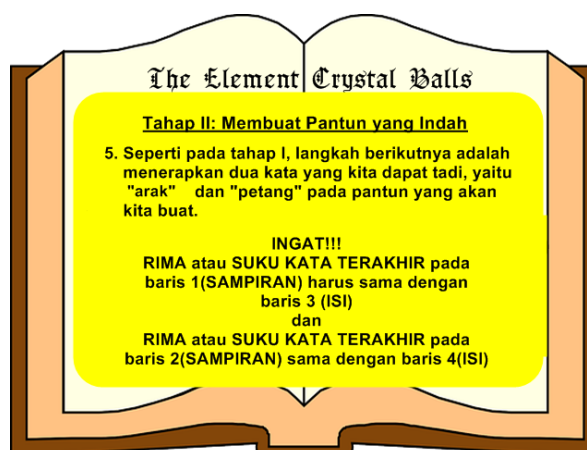 The Element Crystal Balls
Tahap II: Membuat Pantun yang Indah
5. Seperti pada tahap I, langkah berikutnya adalah
menerapkan dua kata yang kita dapat tadi, yaitu
"arak" dan "petang" pada pantun yang akan
kita buat.
INGAT!!!
RIMA atau SUKU KATA TERAKHIR pada
baris 1(SAMPIRAN) harus sama dengan
baris 3 (ISI)
dan
RIMA atau SUKU KATA TERAKHIR pada
baris 2(SAMPIRAN) sama dengan baris 4(ISI)